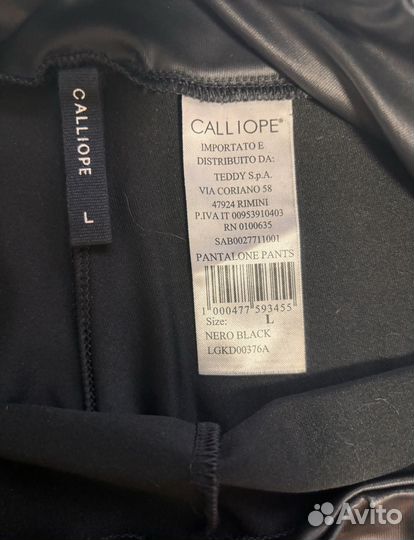 CALLIOPE
L
CALLIOPE®
IMPORTATO E
DISTRIBUITO DA:
TEDDY S.p.A.
VIA CORIANO 58
47924 RIMINI
P.IVA IT 00953910403
RN 0100635
SAB0027711001
PANTALONE PANTS
1 000477 593455
Size: L
NERO BLACK
LGKD00376A
Avito